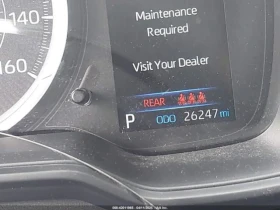 140
160
Maintenance
Required
Visit Your Dealer
REAR
P ODO 26247 mi